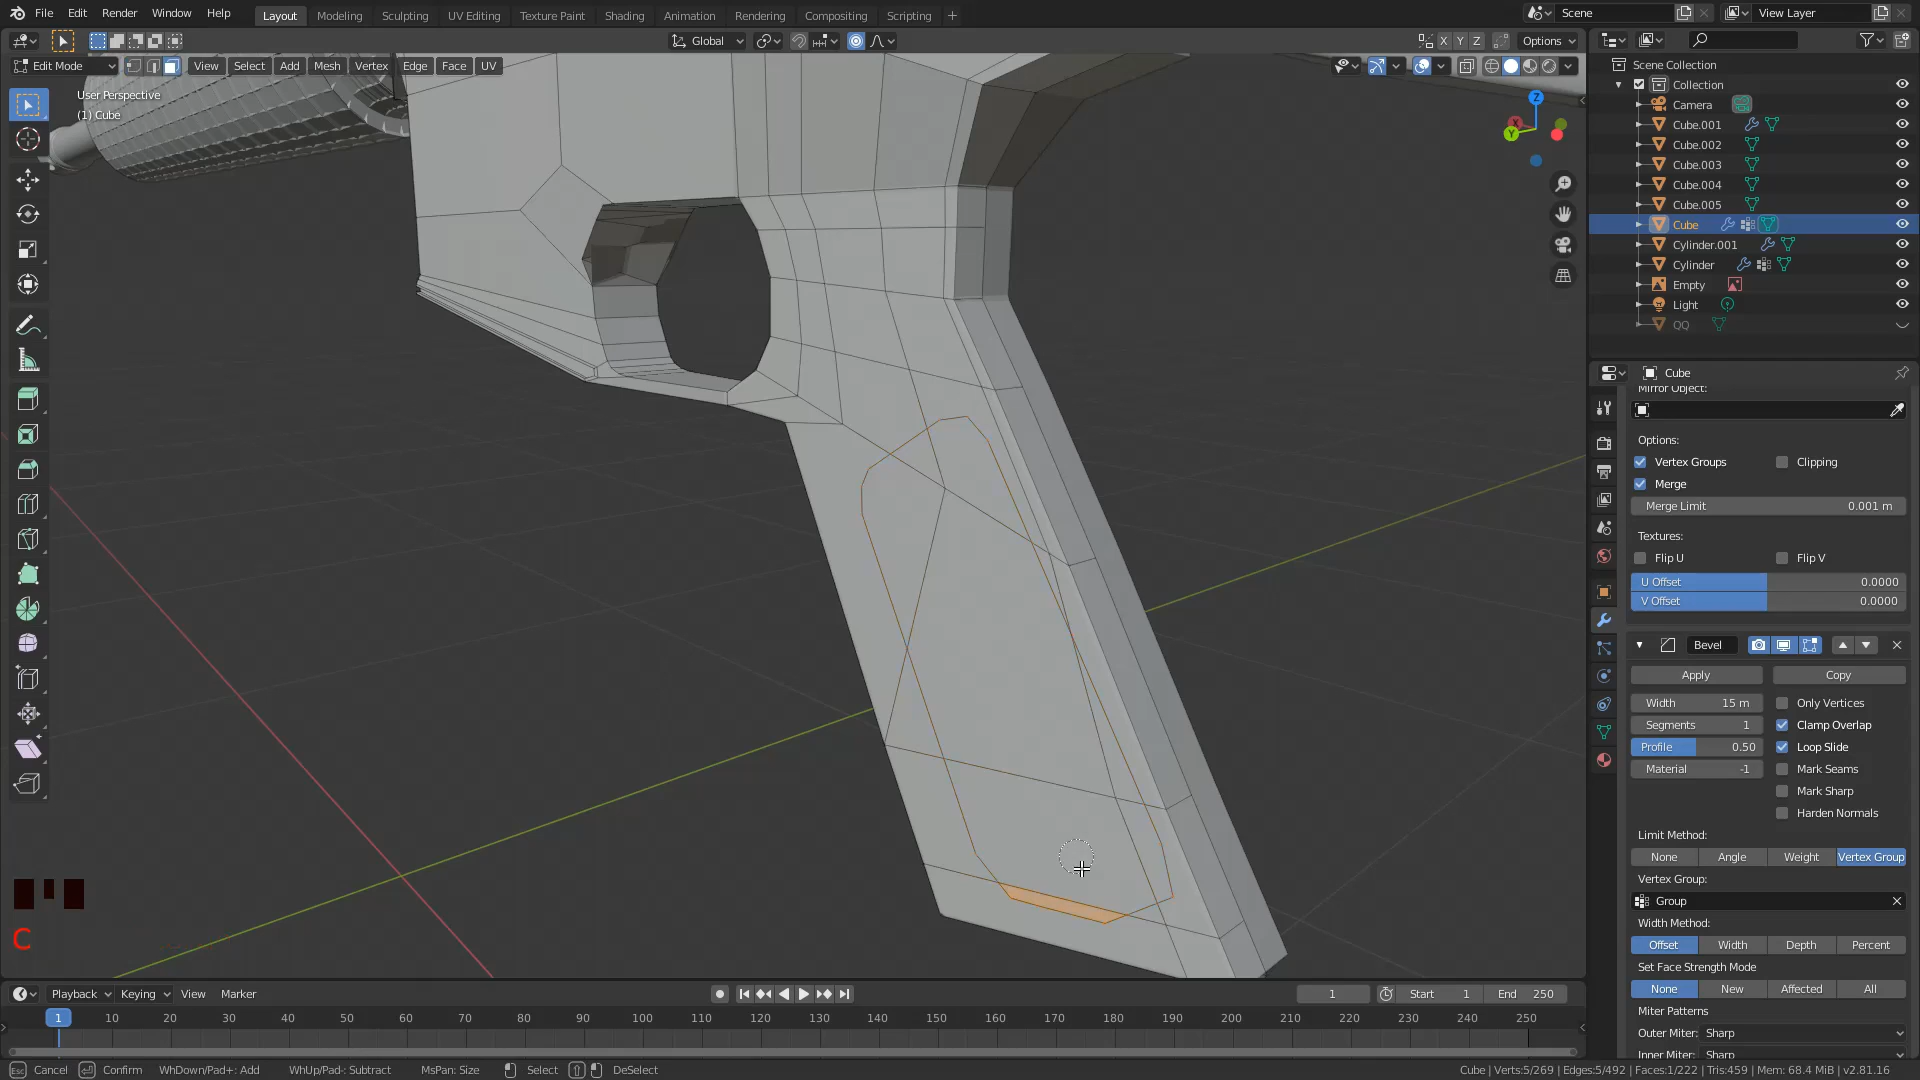 File Edit Render Window Help Layout Modeling Sculpting UV Editing Texture Paint Shading Animation Rendering Compositing Scripting + Scene View Layer
Global X Y Z Options
Edit Mode View Select Add Mesh Vertex Edge Face UV
User Perspective
(1) Cube
Z
X
Y
Scene Collection
Collection
Camera
Cube.001
Cube.002
Cube.003
Cube.004
Cube.005
Cube
Cylinder.001
Cylinder
Empty
Light
QQ
Cube
Mirror Object:
Options:
Vertex Groups Clipping
Merge
Merge Limit 0.001 m
Textures:
Flip U Flip V
U Offset 0.0000
V Offset 0.0000
Bevel
Apply Copy
Width 15 m Only Vertices
Segments 1 Clamp Overlap
Profile 0.50 Loop Slide
Material -1 Mark Seams
Mark Sharp
Harden Normals
Limit Method:
None Angle Weight Vertex Group
Vertex Group:
Group
Width Method:
Offset Width Depth Percent
Set Face Strength Mode
None New Affected All
Miter Patterns
Outer Miter: Sharp
Inner Miter: Sharp
C
Playback Keying View Marker 1 Start 1 End 250
1 10 20 30 40 50 60 70 80 90 100 110 120 130 140 150 160 170 180 190 200 210 220 230 240 250
Esc Cancel Confirm WhDown/Pad+: Add WhUp/Pad-: Subtract MsPan: Size Select DeSelect Cube | Verts:5/269 | Edges:5/492 | Faces:1/222 | Tris:459 | Mem: 68.4 MiB | v2.81.16